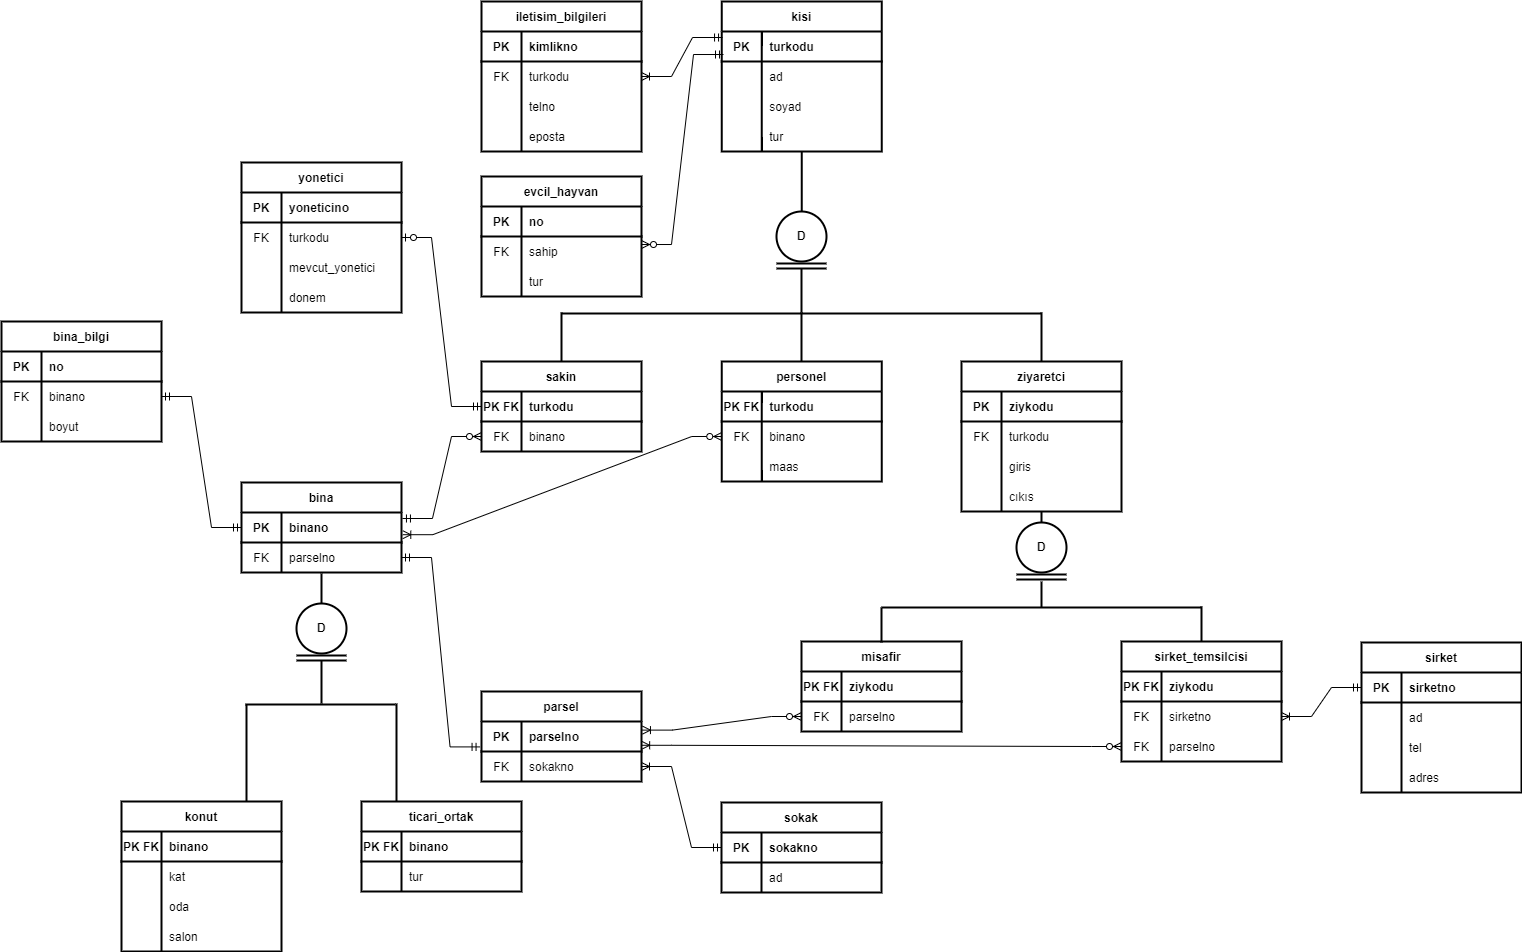 iletisim_bilgileri
PK kimlikno
FK turkodu
telno
eposta
kisi
PK turkodu
ad
soyad
tur
yonetici
PK yoneticino
FK turkodu
mevcut_yonetici
donem
evcil_hayvan
PK no
FK sahip
tur
D
bina_bilgi
PK no
FK binano
boyut
sakin
PK FK turkodu
FK binano
personel
PK FK turkodu
FK binano
maas
ziyaretci
PK ziykodu
FK turkodu
giris
cıkıs
bina
PK binano
FK parselno
D
D
misafir
PK FK ziykodu
FK parselno
sirket_temsilcisi
PK FK ziykodu
FK sirketno
FK parselno
sirket
PK sirketno
ad
tel
adres
parsel
PK parselno
FK sokakno
konut
PK FK binano
kat
oda
salon
ticari_ortak
PK FK binano
tur
sokak
PK sokakno
ad